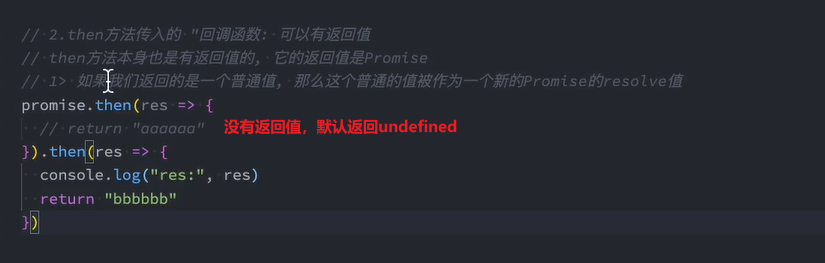 // 2.then方法传入的 "回调函数: 可以有返回值
// then方法本身也是有返回值的, 它的返回值是Promise
// 1> 如果我们返回的是一个普通值, 那么这个普通的值被作为一个新的Promise的resolve值
promise.then(res => {
// return "aaaaaa" 没有返回值，默认返回undefined
}).then(res => {
console.log("res:", res)
return "bbbbbb"
})